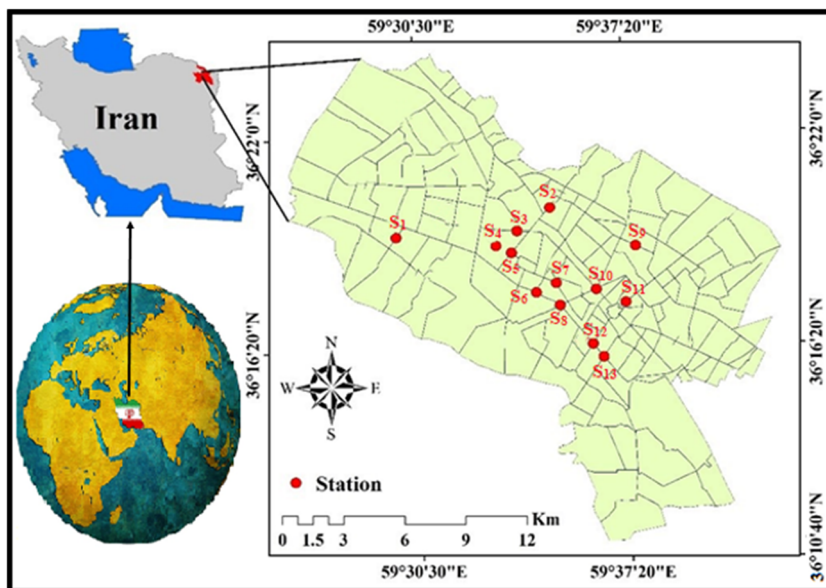 59°30'30"E 59°37'20"E
Iran
36°22'0"N
36°22'0"N
S2
S1
S3
S4
S5
S9
S7
S10
S6
S11
S8
S12
S13
36°16'20"N
36°16'20"N
N
W E
S
Station
Km
0 1.5 3 6 9 12
36°10'40"N
59°30'30"E 59°37'20"E